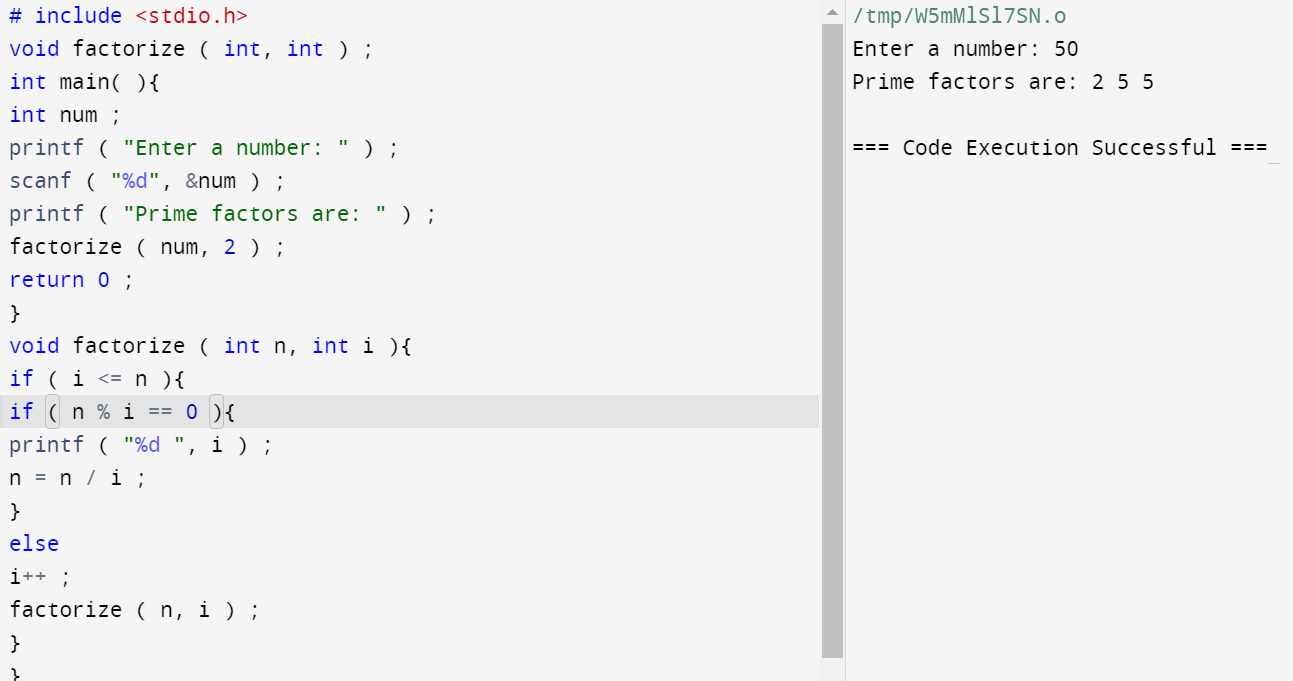 # include <stdio.h>
void factorize ( int, int ) ;
int main( ){
int num ;
printf ( "Enter a number: " ) ;
scanf ( "%d", &num ) ;
printf ( "Prime factors are: " ) ;
factorize ( num, 2 ) ;
return 0 ;
}
void factorize ( int n, int i ){
if ( i <= n ){
if ( n % i == 0 ){
printf ( "%d ", i ) ;
n = n / i ;
}
else
i++ ;
factorize ( n, i ) ;
}
}
/tmp/W5mMlSl7SN.o
Enter a number: 50
Prime factors are: 2 5 5
=== Code Execution Successful ===